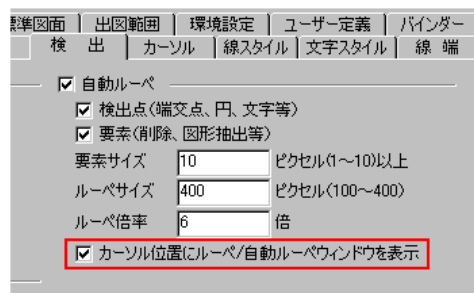 標準図面 出図範囲 環境設定 ユーザー定義 バインダー
検 出 カーソル 線スタイル 文字スタイル 線 端
自動ルーペ
検出点(端交点、円、文字等)
要素(削除、図形抽出等)
要素サイズ 10 ピクセル(1～10)以上
ルーペサイズ 400 ピクセル(100～400)
ルーペ倍率 6 倍
カーソル位置にルーペ/自動ルーペウィンドウを表示